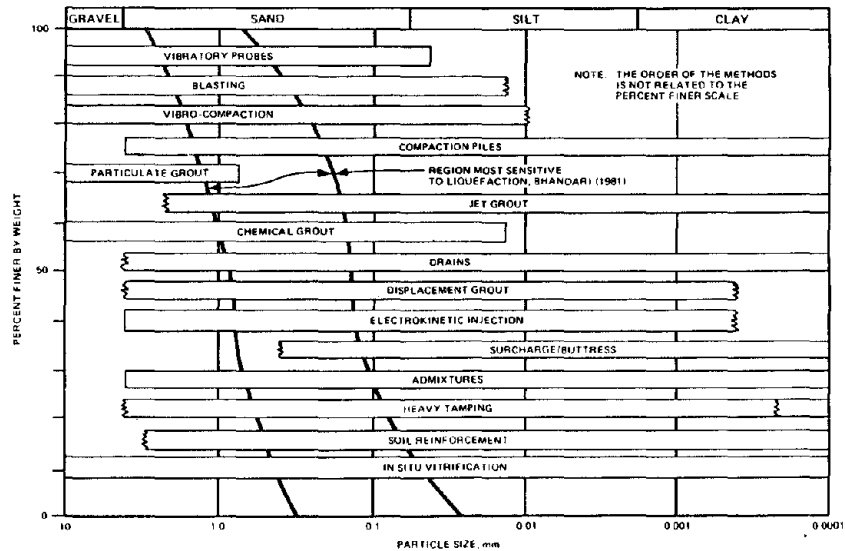 GRAVEL SAND SILT CLAY
100
VIBRATORY PROBES
BLASTING
NOTE: THE ORDER OF THE METHODS
IS NOT RELATED TO THE
PERCENT FINER SCALE
VIBRO-COMPACTION
COMPACTION PILES
PARTICULATE GROUT
REGION MOST SENSITIVE
TO LIQUEFACTION, BHANDARI (1981)
JET GROUT
CHEMICAL GROUT
PERCENT FINER BY WEIGHT
DRAINS
50
DISPLACEMENT GROUT
ELECTROKINETIC INJECTION
SURCHARGE/BUTTRESS
ADMIXTURES
HEAVY TAMPING
SOIL REINFORCEMENT
IN SITU VITRIFICATION
0
10 1.0 0.1 0.01 0.001 0.0001
PARTICLE SIZE, mm